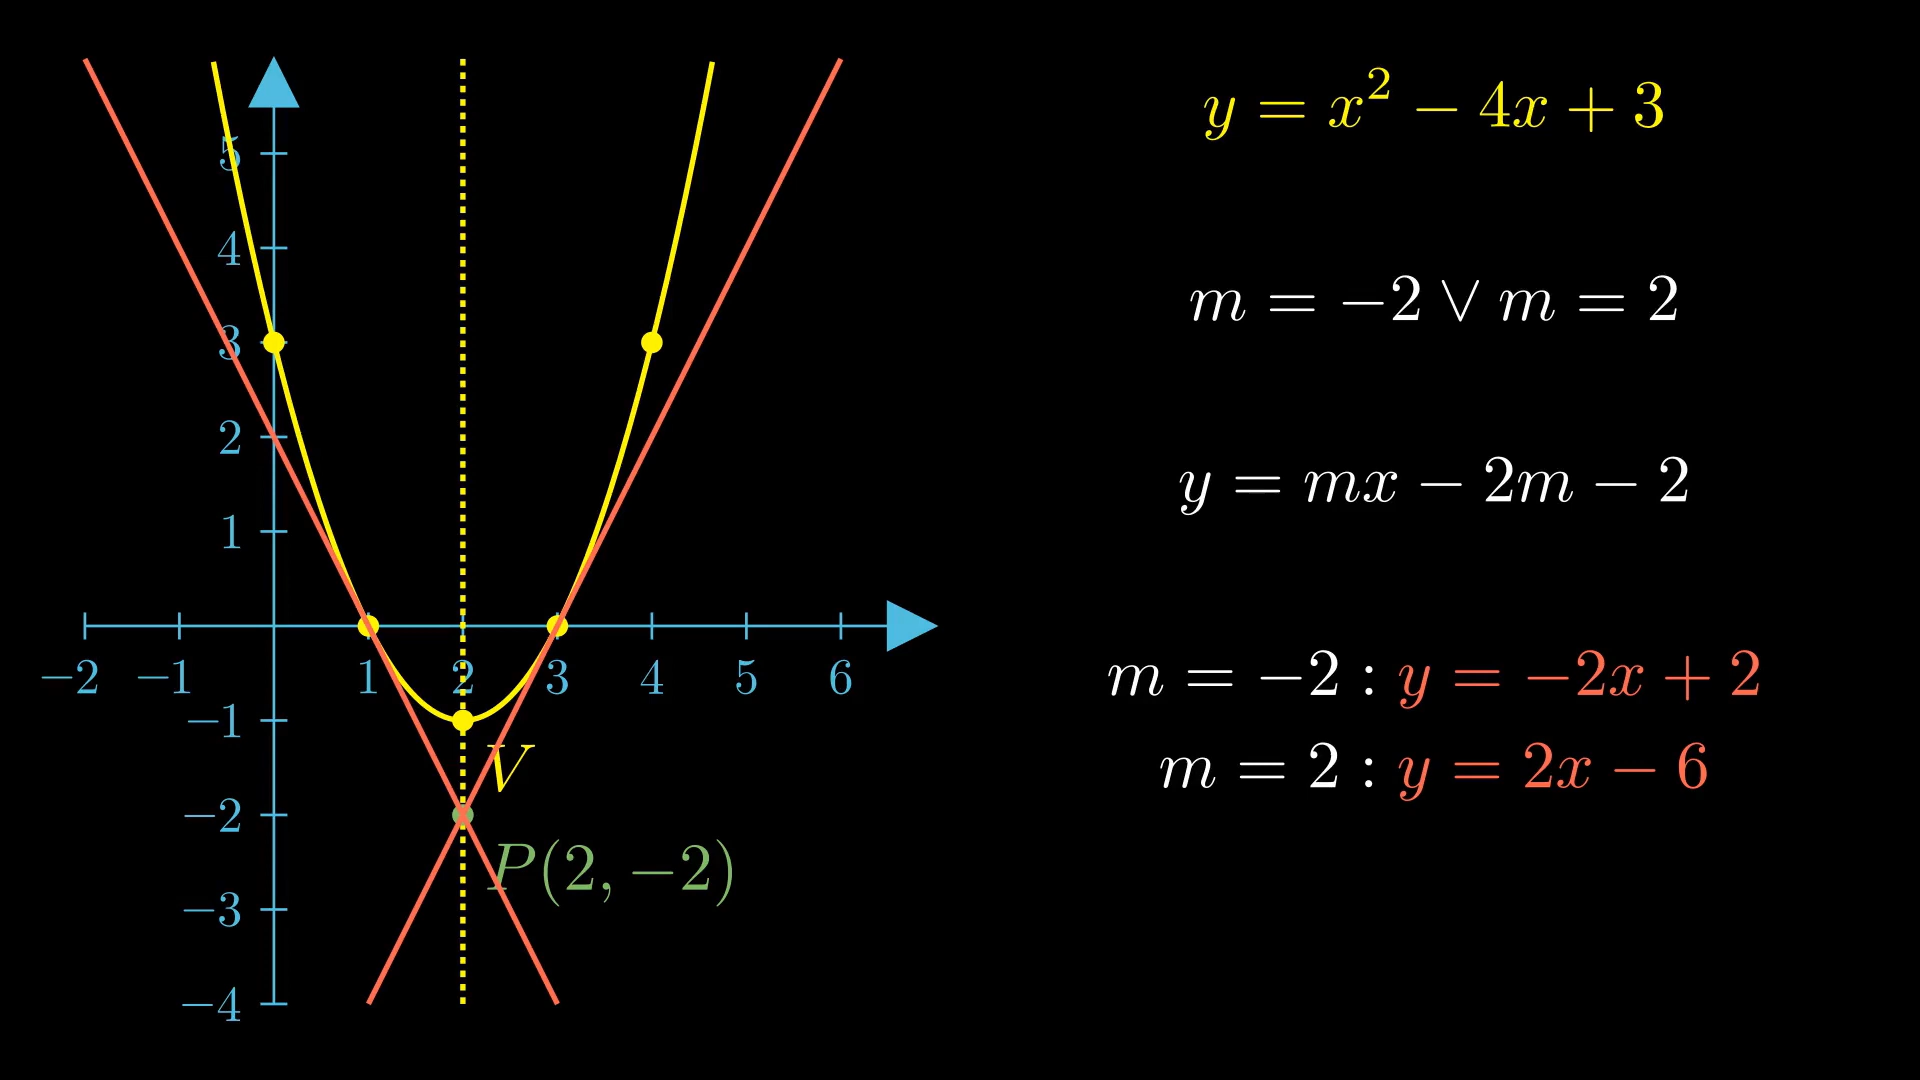 5
4
3
2
1
−2 −1 1 2 3 4 5 6
−1
V
−2
P(2, −2)
−3
−4
y = x² − 4x + 3
m = −2 ∨ m = 2
y = mx − 2m − 2
m = −2 : y = −2x + 2
m = 2 : y = 2x − 6